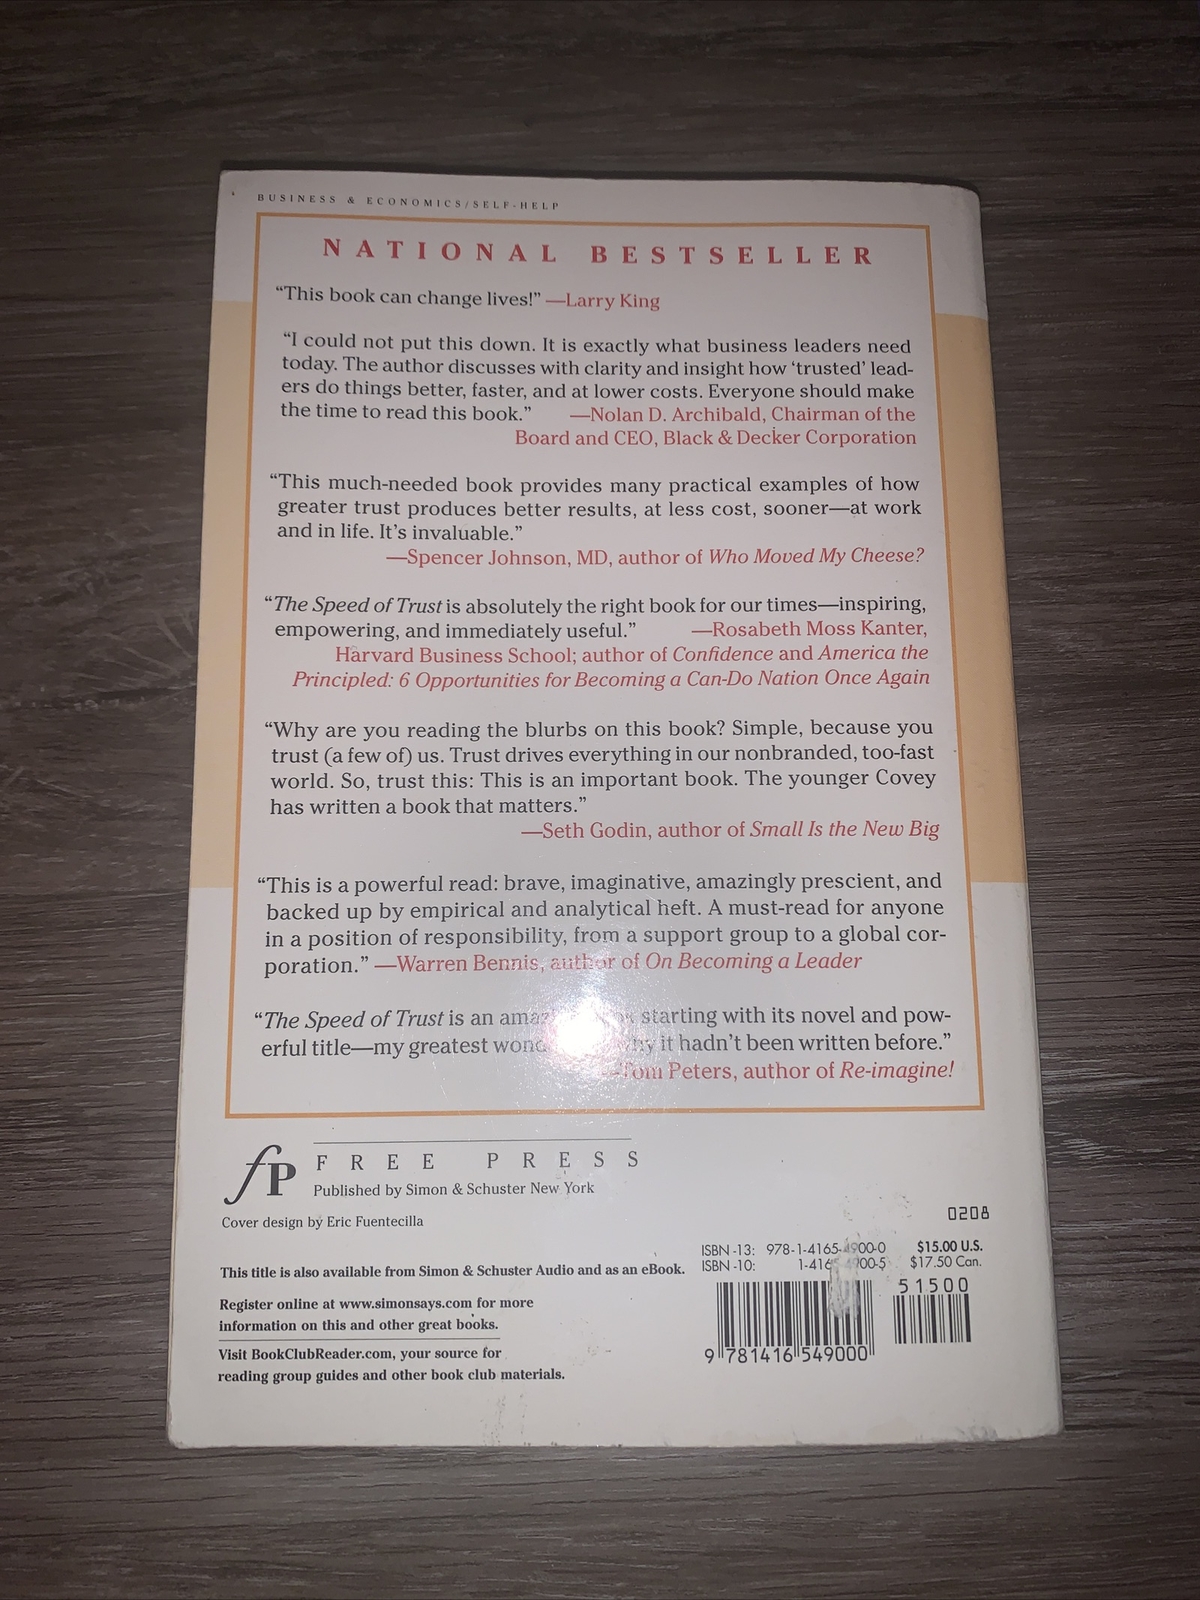 BUSINESS & ECONOMICS/SELF-HELP
NATIONAL BESTSELLER
“This book can change lives!” —Larry King
“I could not put this down. It is exactly what business leaders need
today. The author discusses with clarity and insight how ‘trusted’ lead-
ers do things better, faster, and at lower costs. Everyone should make
the time to read this book.” —Nolan D. Archibald, Chairman of the
Board and CEO, Black & Decker Corporation
“This much-needed book provides many practical examples of how
greater trust produces better results, at less cost, sooner—at work
and in life. It’s invaluable.”
—Spencer Johnson, MD, author of Who Moved My Cheese?
“The Speed of Trust is absolutely the right book for our times—inspiring,
empowering, and immediately useful.” —Rosabeth Moss Kanter,
Harvard Business School; author of Confidence and America the
Principled: 6 Opportunities for Becoming a Can-Do Nation Once Again
“Why are you reading the blurbs on this book? Simple, because you
trust (a few of) us. Trust drives everything in our nonbranded, too-fast
world. So, trust this: This is an important book. The younger Covey
has written a book that matters.”
—Seth Godin, author of Small Is the New Big
“This is a powerful read: brave, imaginative, amazingly prescient, and
backed up by empirical and analytical heft. A must-read for anyone
in a position of responsibility, from a support group to a global cor-
poration.” —Warren Bennis, author of On Becoming a Leader
“The Speed of Trust is an starting with its novel and pow-
erful title—my greatest it hadn’t been written before.”
—Tom Peters, author of Re-imagine!
fP FREE PRESS
Published by Simon & Schuster New York
Cover design by Eric Fuentecilla
0208
ISBN -13: 978-1-4165-4900-0 $15.00 U.S.
ISBN -10: $17.50 Can.
This title is also available from Simon & Schuster Audio and as an eBook.
51500
Register online at www.simonsays.com for more
information on this and other great books.
Visit BookClubReader.com, your source for
reading group guides and other book club materials.
9 781416 549000